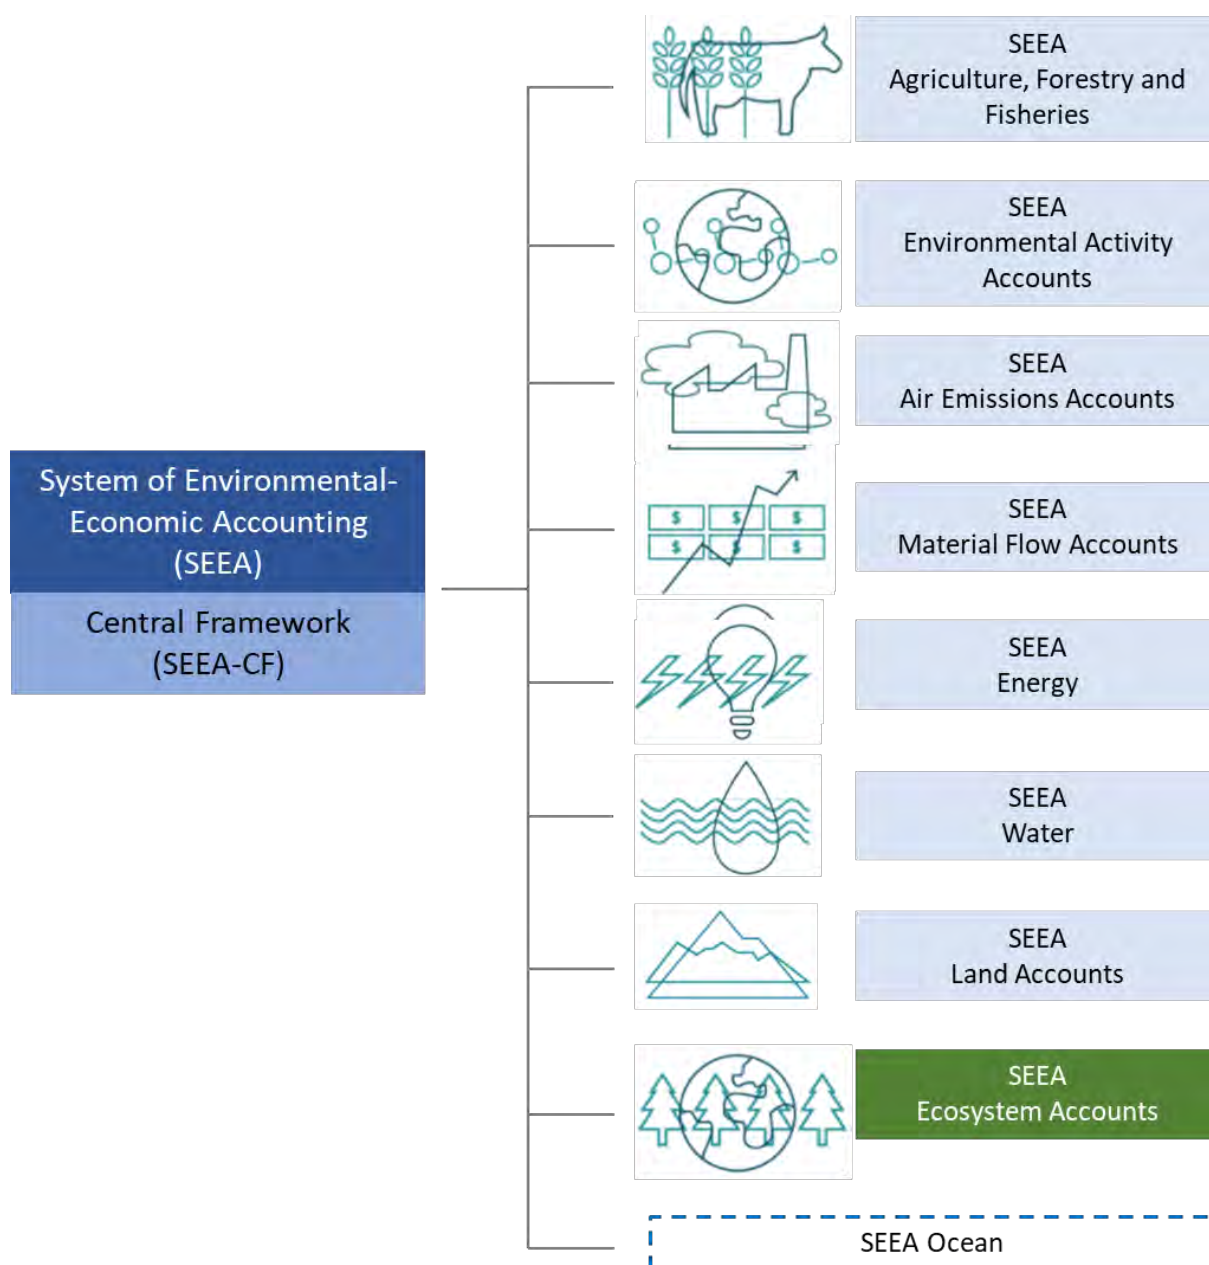 SEEA
Agriculture, Forestry and
Fisheries
SEEA
Environmental Activity
Accounts
SEEA
Air Emissions Accounts
System of Environmental-
Economic Accounting
(SEEA)
Central Framework
(SEEA-CF)
$ $ $
$ $ $
SEEA
Material Flow Accounts
SEEA
Energy
SEEA
Water
SEEA
Land Accounts
SEEA
Ecosystem Accounts
SEEA Ocean